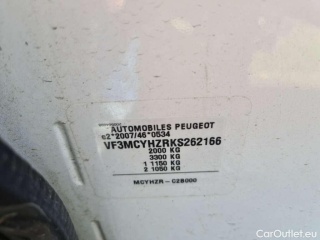 AUTOMOBILES PEUGEOT
e2*2007/46*0534
VF3MCYHZRKS262166
2000 KG
3300 KG
1 1150 KG
2 1050 KG
MCYHZR-C2B000
© CarOutlet.eu